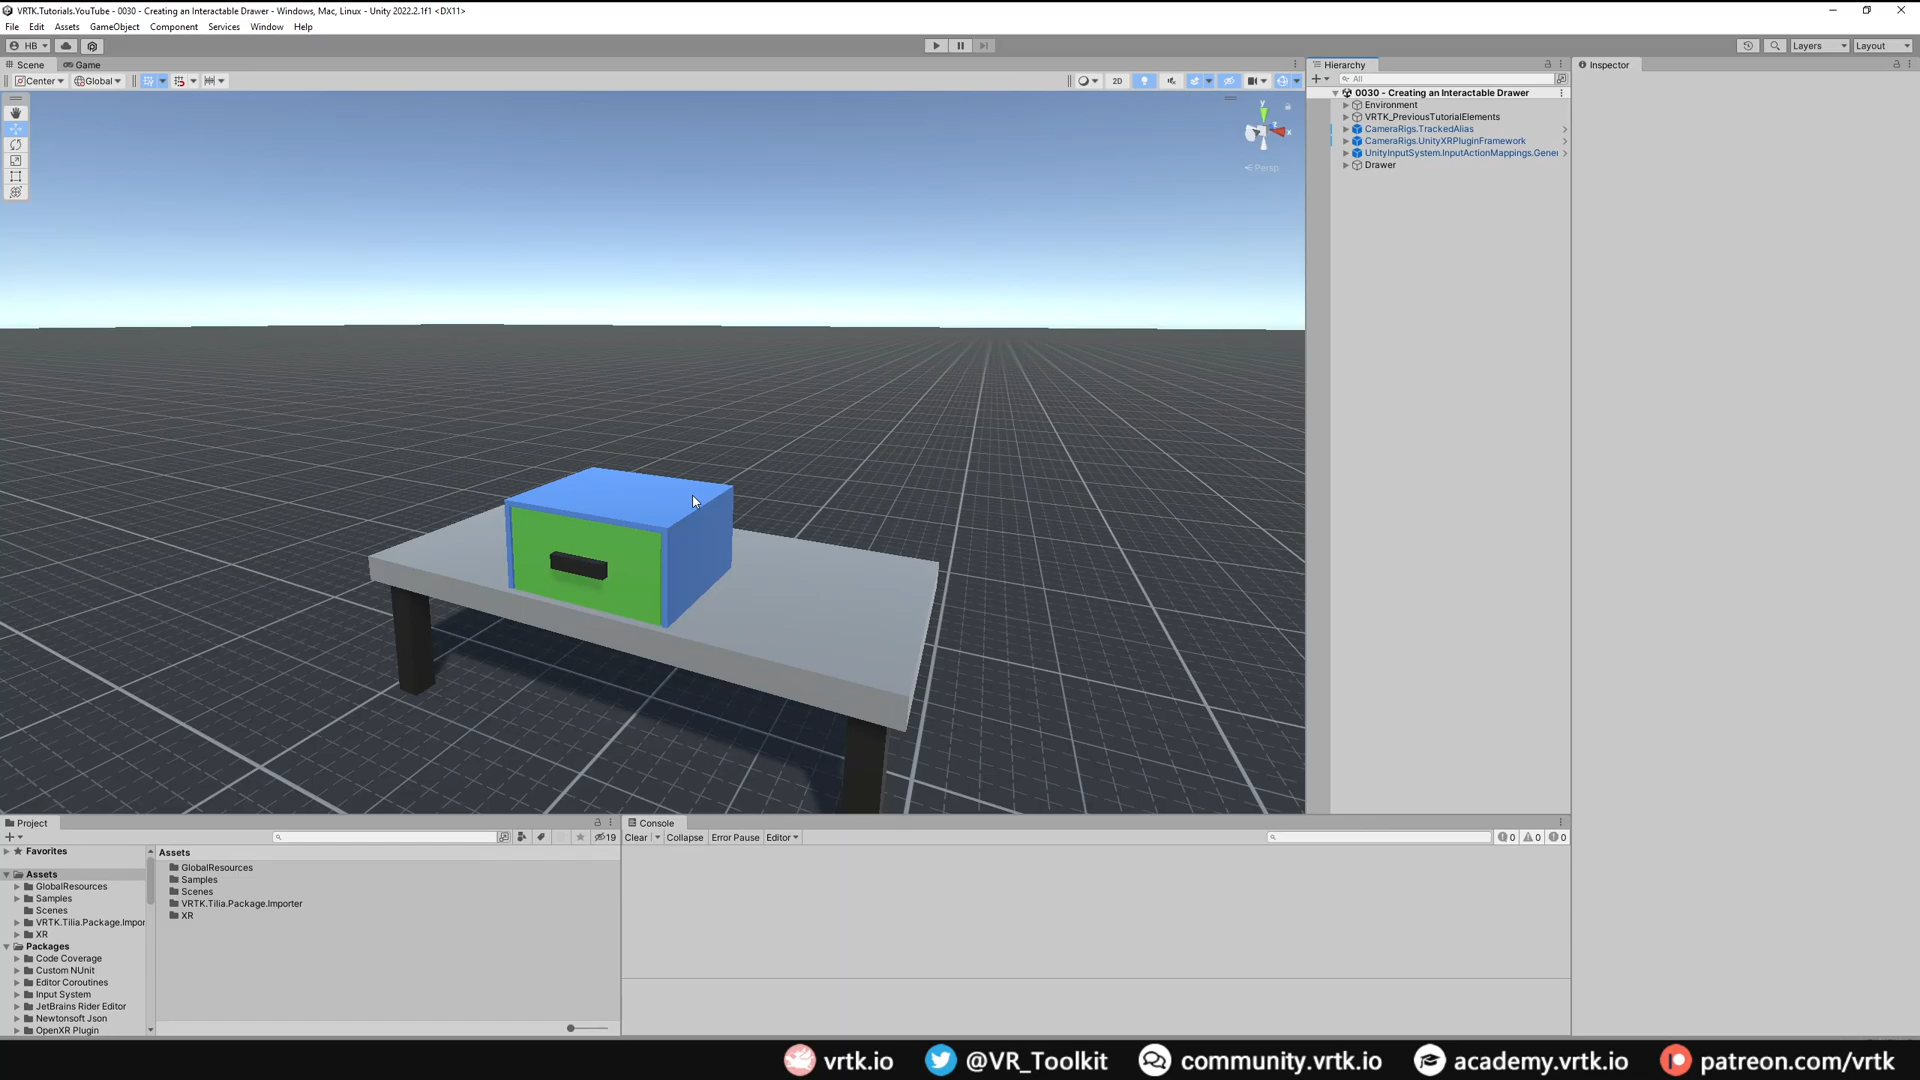 VRTK.Tutorials.YouTube - 0030 - Creating an Interactable Drawer - Windows, Mac, Linux - Unity 2022.2.1f1 <DX11>
File Edit Assets GameObject Component Services Window Help
HB Layers Layout
Scene Game
Center Global 2D
y
x
Persp
Hierarchy
All
0030 - Creating an Interactable Drawer
Environment
VRTK_PreviousTutorialElements
CameraRigs.TrackedAlias
CameraRigs.UnityXRPluginFramework
UnityInputSystem.InputActionMappings.Gener
Drawer
Inspector
Project
19
Favorites
Assets
GlobalResources
Samples
Scenes
VRTK.Tilia.Package.Impor
XR
Packages
Code Coverage
Custom NUnit
Editor Coroutines
Input System
JetBrains Rider Editor
Newtonsoft Json
OpenXR Plugin
Assets
GlobalResources
Samples
Scenes
VRTK.Tilia.Package.Importer
XR
Console
Clear Collapse Error Pause Editor 0 0 0
vrtk.io @VR_Toolkit community.vrtk.io academy.vrtk.io patreon.com/vrtk